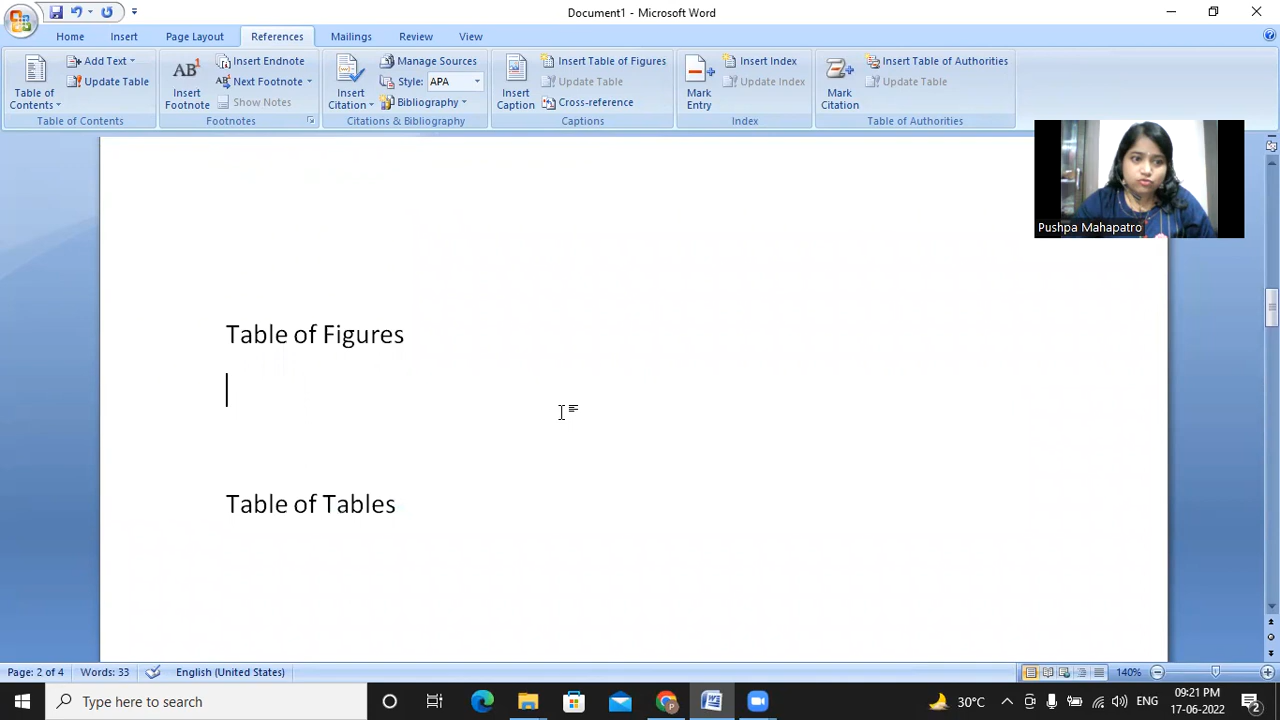 Document1 - Microsoft Word
Home Insert Page Layout References Mailings Review View
Table of Contents
Add Text
Update Table
Table of Contents
AB1
Insert Footnote
Insert Endnote
Next Footnote
Show Notes
Footnotes
Insert Citation
Manage Sources
Style: APA
Bibliography
Citations & Bibliography
Insert Caption
Insert Table of Figures
Update Table
Cross-reference
Captions
Mark Entry
Insert Index
Update Index
Index
Mark Citation
Insert Table of Authorities
Update Table
Table of Authorities
Pushpa Mahapatro
Table of Figures
Table of Tables
Page: 2 of 4 Words: 33 English (United States) 140%
Type here to search
30°C ENG 09:21 PM
17-06-2022
2